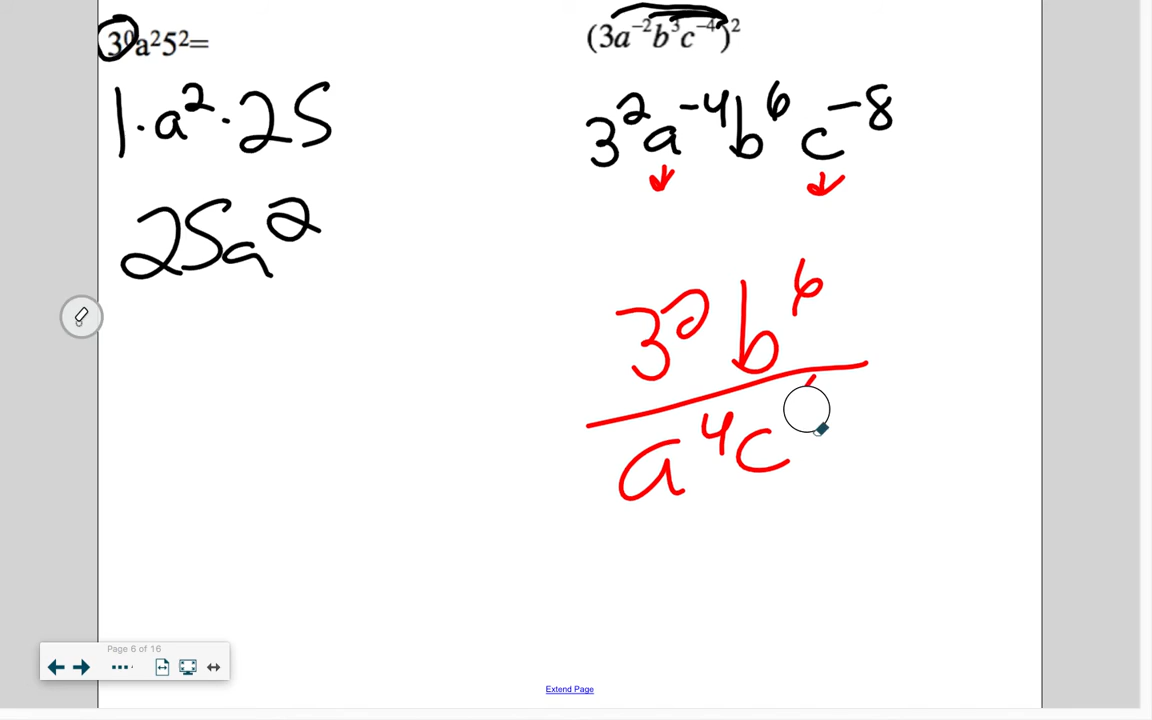 3⁰a²5²=
1·a²·25
25a²
(3a⁻²b³c⁻⁴)²
3²a⁻⁴b⁶c⁻⁸
3²b⁶
a⁴c
Page 6 of 16
Extend Page